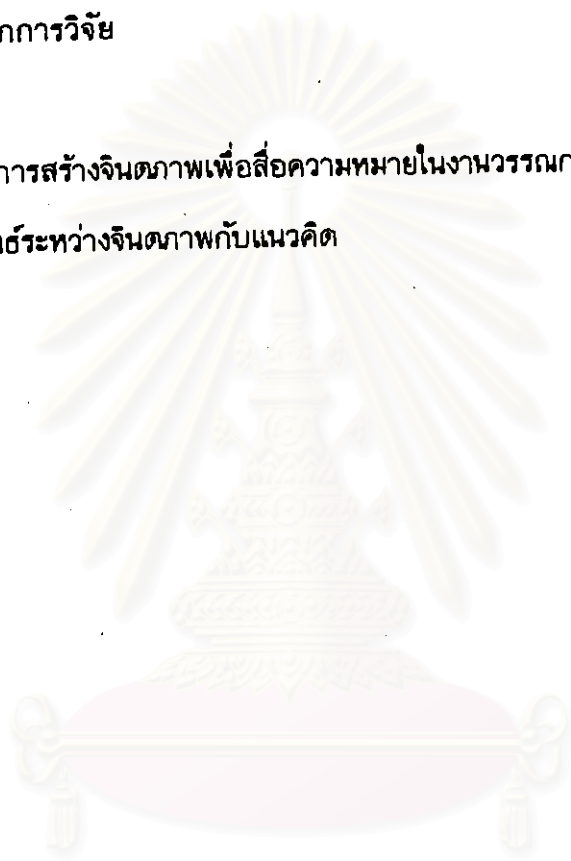 กการวิจัย
การสร้างจินตภาพเพื่อสื่อความหมายในงานวรรณก
นธ์ระหว่างจินตภาพกับแนวคิด